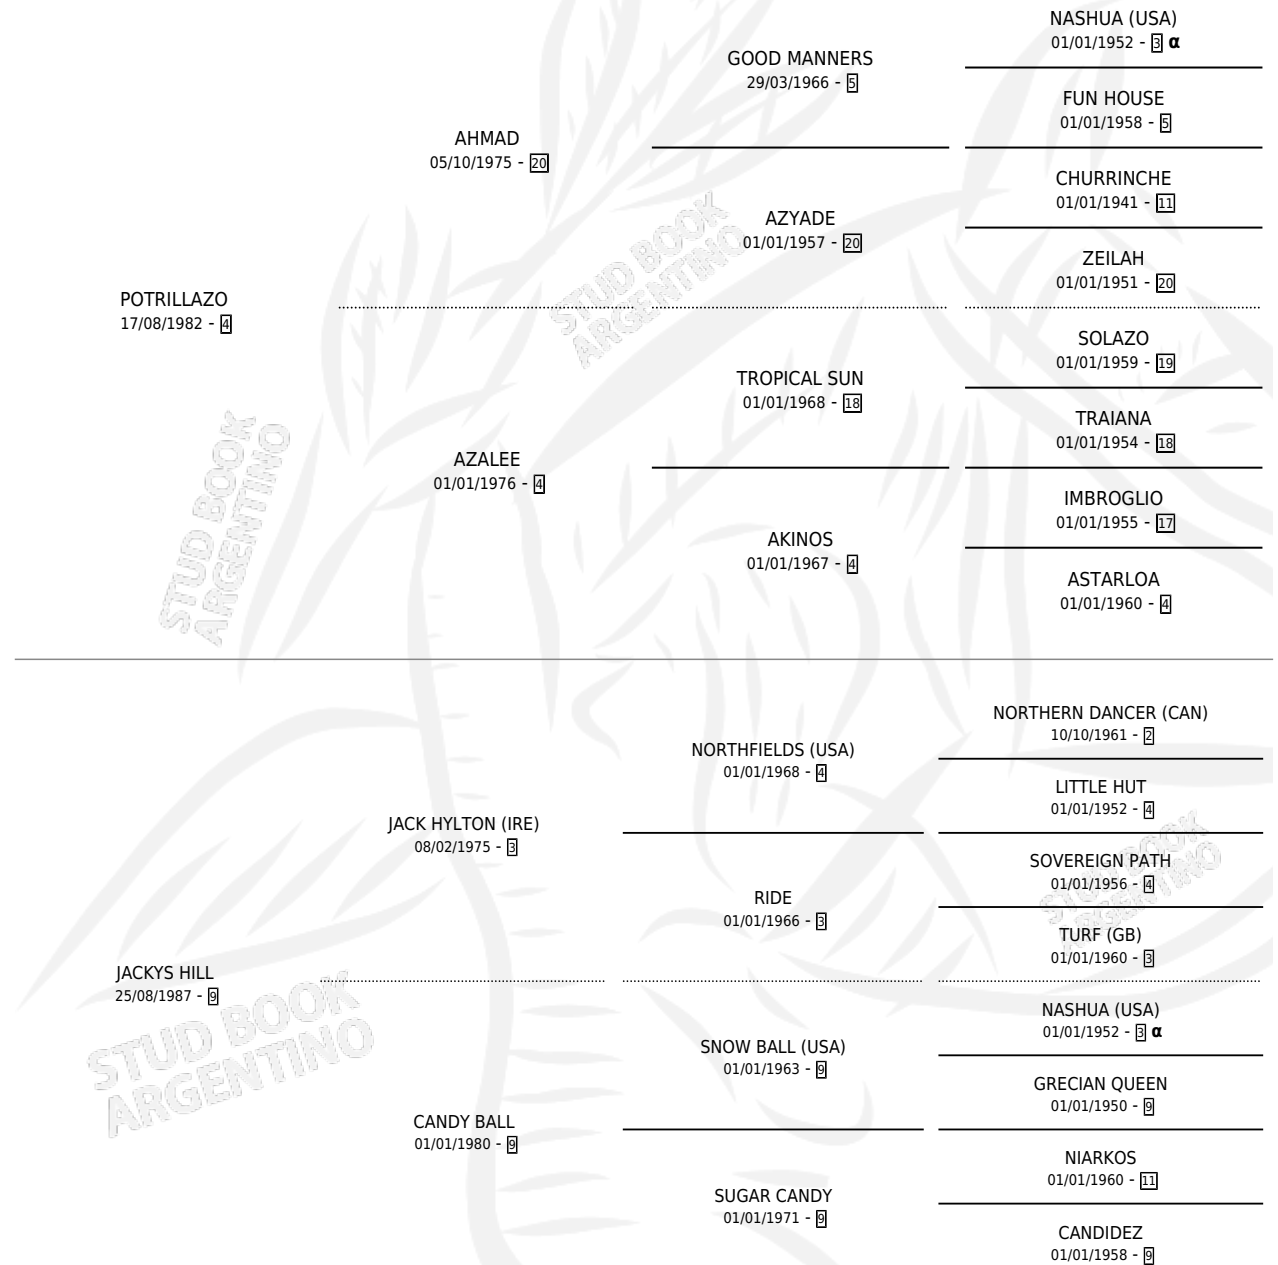 NASHUA (USA)
01/01/1952 - 3 α
GOOD MANNERS
29/03/1966 - 5
FUN HOUSE
01/01/1958 - 5
AHMAD
05/10/1975 - 20
CHURRINCHE
01/01/1941 - 11
AZYADE
01/01/1957 - 20
ZEILAH
01/01/1951 - 20
POTRILLAZO
17/08/1982 - 4
SOLAZO
01/01/1959 - 19
TROPICAL SUN
01/01/1968 - 18
TRAIANA
01/01/1954 - 18
AZALEE
01/01/1976 - 4
IMBROGLIO
01/01/1955 - 17
AKINOS
01/01/1967 - 4
ASTARLOA
01/01/1960 - 4
NORTHERN DANCER (CAN)
10/10/1961 - 2
NORTHFIELDS (USA)
01/01/1968 - 4
LITTLE HUT
01/01/1952 - 4
JACK HYLTON (IRE)
08/02/1975 - 3
SOVEREIGN PATH
01/01/1956 - 4
RIDE
01/01/1966 - 3
TURF (GB)
01/01/1960 - 3
JACKYS HILL
25/08/1987 - 9
NASHUA (USA)
01/01/1952 - 3 α
SNOW BALL (USA)
01/01/1963 - 9
GRECIAN QUEEN
01/01/1950 - 9
CANDY BALL
01/01/1980 - 9
NIARKOS
01/01/1960 - 11
SUGAR CANDY
01/01/1971 - 9
CANDIDEZ
01/01/1958 - 9
STUD BOOK
ARGENTINO
STUD BOOK
ARGENTINO
STUD BOOK
ARGENTINO
STUD BOOK
ARGENTINO